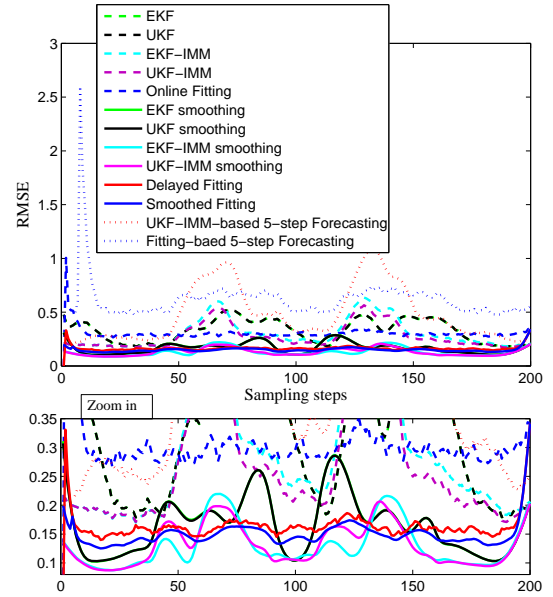 EKF
UKF
EKF−IMM
UKF−IMM
Online Fitting
EKF smoothing
UKF smoothing
EKF−IMM smoothing
UKF−IMM smoothing
Delayed Fitting
Smoothed Fitting
UKF−IMM−based 5−step Forecasting
Fitting−baed 5−step Forecasting
3
2.5
2
1.5
1
0.5
0
RMSE
0 50 100 150 200
Sampling steps
Zoom in
0.35
0.3
0.25
0.2
0.15
0.1
0 50 100 150 200